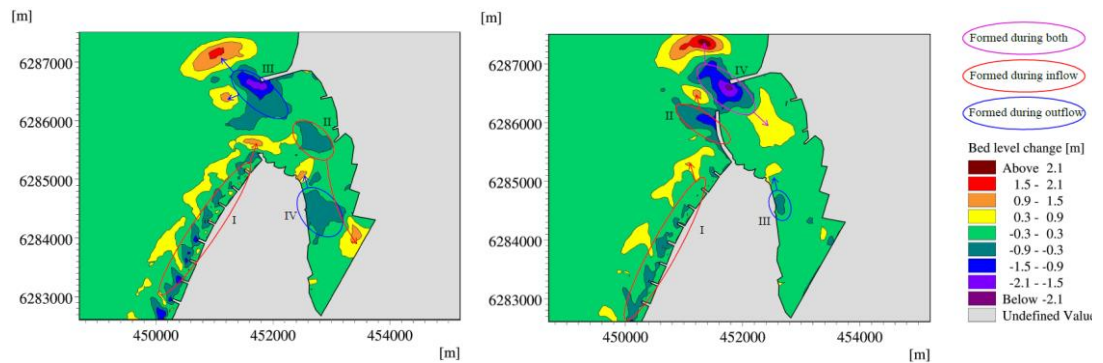 [m]
6287000
6286000
6285000
6284000
6283000
450000
452000
454000
[m]
III
II
IV
I
[m]
6287000
6286000
6285000
6284000
6283000
450000
452000
454000
[m]
IV
II
III
I
Formed during both
Formed during inflow
Formed during outflow
Bed level change [m]
Above 2.1
1.5 - 2.1
0.9 - 1.5
0.3 - 0.9
-0.3 - 0.3
-0.9 - -0.3
-1.5 - -0.9
-2.1 - -1.5
Below -2.1
Undefined Valu